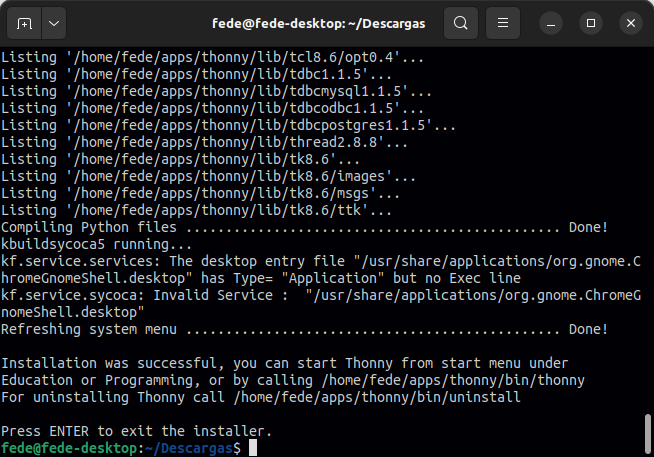 fede@fede-desktop: ~/Descargas
Listing '/home/fede/apps/thonny/lib/tcl8.6/opt0.4'...
Listing '/home/fede/apps/thonny/lib/tdbc1.1.5'...
Listing '/home/fede/apps/thonny/lib/tdbcmysql1.1.5'...
Listing '/home/fede/apps/thonny/lib/tdbcodbc1.1.5'...
Listing '/home/fede/apps/thonny/lib/tdbcpostgres1.1.5'...
Listing '/home/fede/apps/thonny/lib/thread2.8.8'...
Listing '/home/fede/apps/thonny/lib/tk8.6'...
Listing '/home/fede/apps/thonny/lib/tk8.6/images'...
Listing '/home/fede/apps/thonny/lib/tk8.6/msgs'...
Listing '/home/fede/apps/thonny/lib/tk8.6/ttk'...
Compiling Python files ............................................... Done!
kbuildsycoca5 running...
kf.service.services: The desktop entry file "/usr/share/applications/org.gnome.C
hromeGnomeShell.desktop" has Type= "Application" but no Exec line
kf.service.sycoca: Invalid Service :  "/usr/share/applications/org.gnome.ChromeG
nomeShell.desktop"
Refreshing system menu ............................................... Done!
Installation was successful, you can start Thonny from start menu under
Education or Programming, or by calling /home/fede/apps/thonny/bin/thonny
For uninstalling Thonny call /home/fede/apps/thonny/bin/uninstall
Press ENTER to exit the installer.
fede@fede-desktop:~/Descargas$